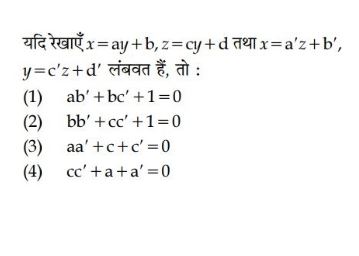 यदि रेखाएँ x=ay+b, z=cy+d तथा x=a′z+b′,
y=c′z+d′ लंबवत हैं, तो :
(1) ab′+bc′+1=0
(2) bb′+cc′+1=0
(3) aa′+c+c′=0
(4) cc′+a+a′=0